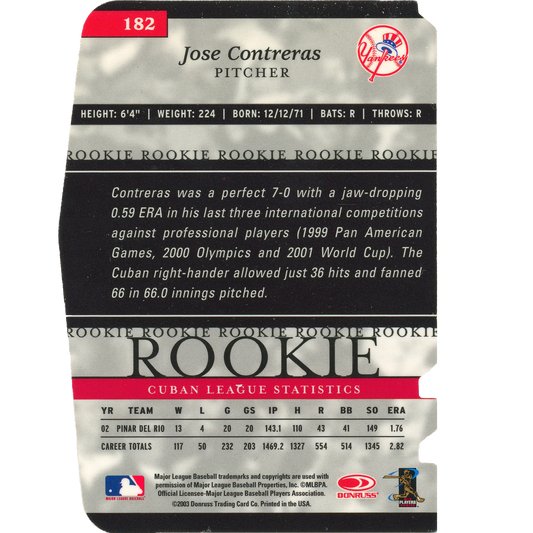 182
Jose Contreras
PITCHER
Yankees
HEIGHT: 6'4" | WEIGHT: 224 | BORN: 12/12/71 | BATS: R | THROWS: R
ROOKIE ROOKIE ROOKIE ROOKIE ROOKIE
Contreras was a perfect 7-0 with a jaw-dropping
0.59 ERA in his last three international competitions
against professional players (1999 Pan American
Games, 2000 Olympics and 2001 World Cup). The
Cuban right-hander allowed just 36 hits and fanned
66 in 66.0 innings pitched.
ROOKIE ROOKIE ROOKIE ROOKIE ROOKIE
ROOKIE
CUBAN LEAGUE STATISTICS
YR TEAM W L G GS IP H R BB SO ERA
02 PINAR DEL RIO 13 4 20 20 143.1 110 43 41 149 1.76
CAREER TOTALS 117 50 232 203 1469.2 1327 554 514 1345 2.82
Major League Baseball trademarks and copyrights are used with
permission of Major League Baseball Properties, Inc. ©MLBPA.
Official Licensee-Major League Baseball Players Association.
©2003 Donruss Trading Card Co. Printed in the USA.
MAJOR LEAGUE BASEBALL
DONRUSS
PLAYERS